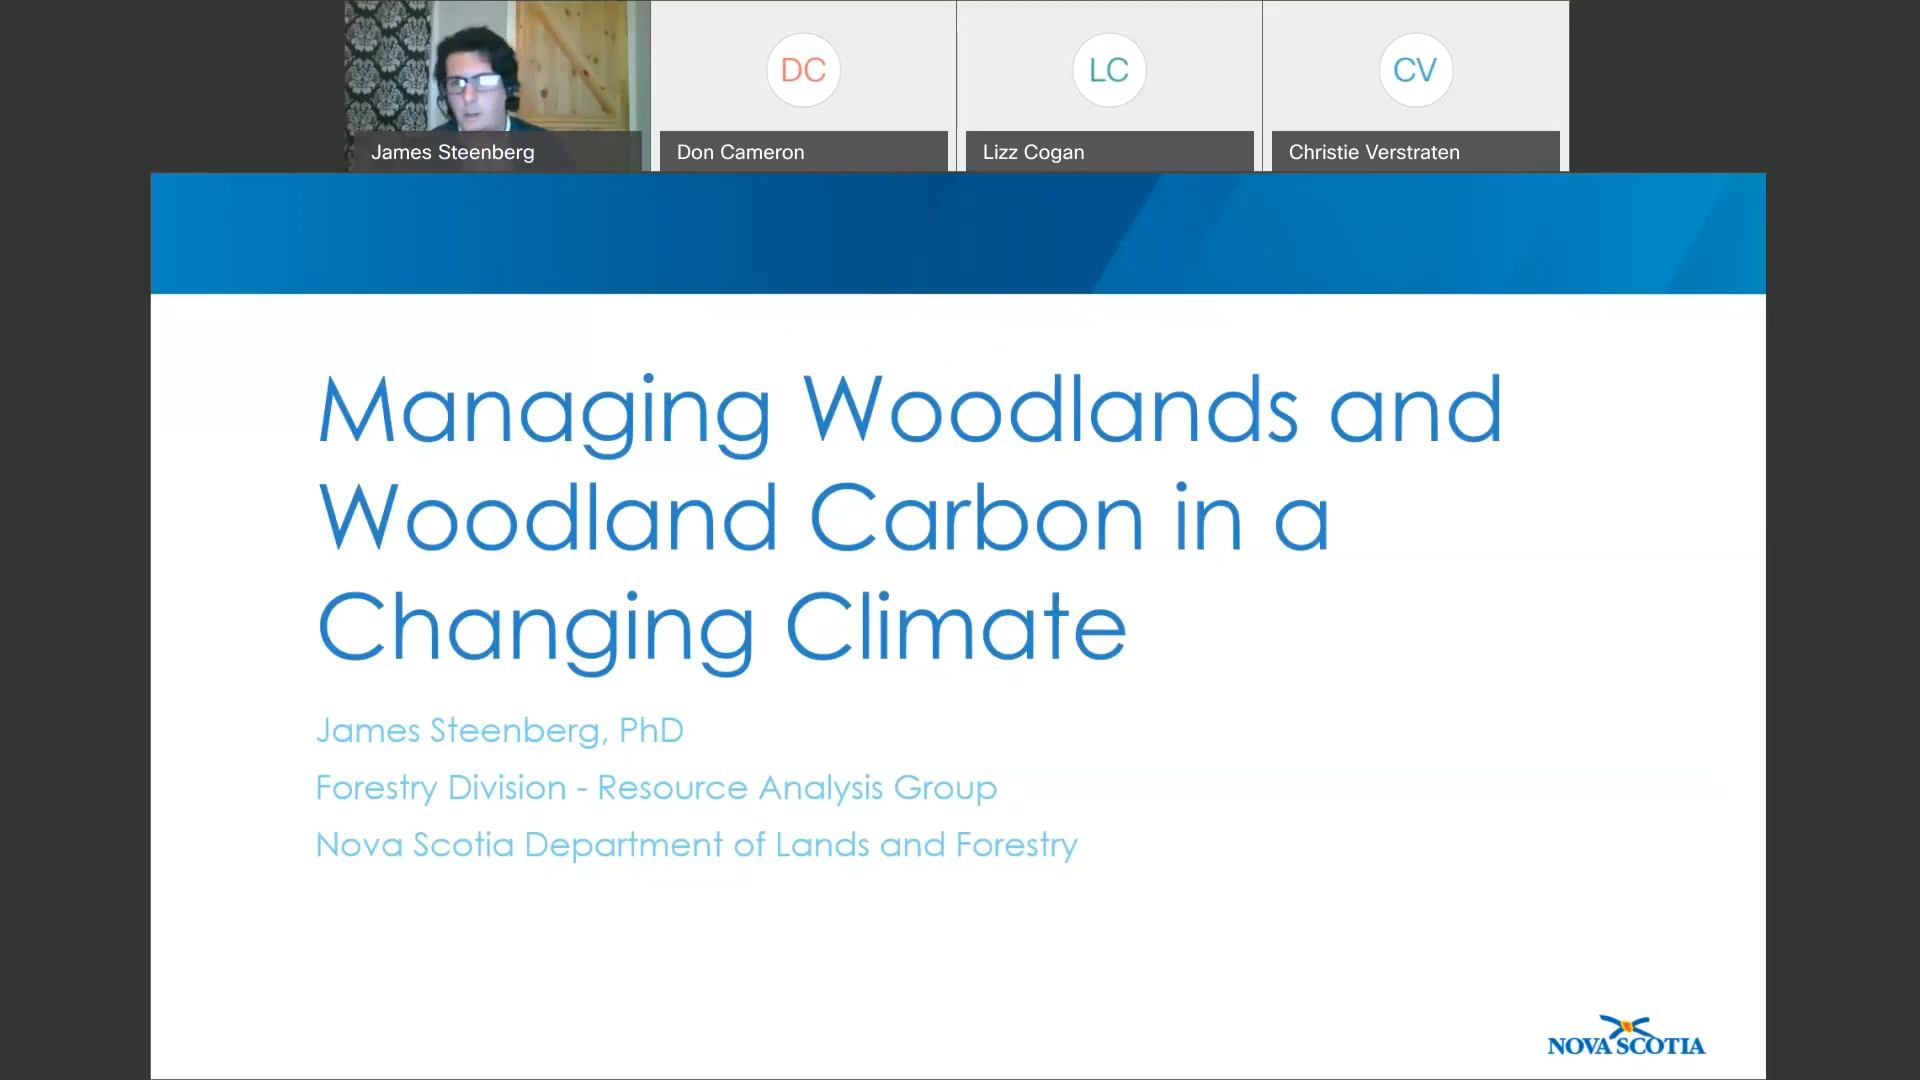 DC
LC
CV
James Steenberg
Don Cameron
Lizz Cogan
Christie Verstraten
Managing Woodlands and
Woodland Carbon in a
Changing Climate
James Steenberg, PhD
Forestry Division - Resource Analysis Group
Nova Scotia Department of Lands and Forestry
NOVA SCOTIA